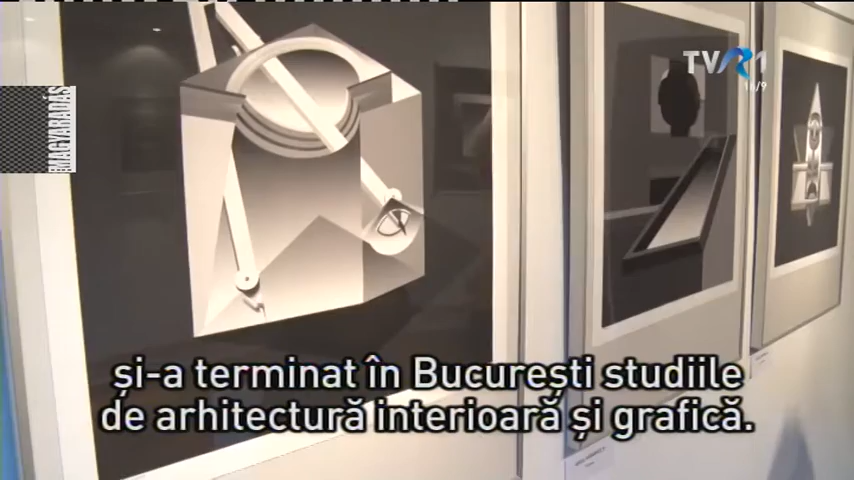 TVR1
16/9
MAGYARADÁS
și-a terminat în București studiile
de arhitectură interioară și grafică.